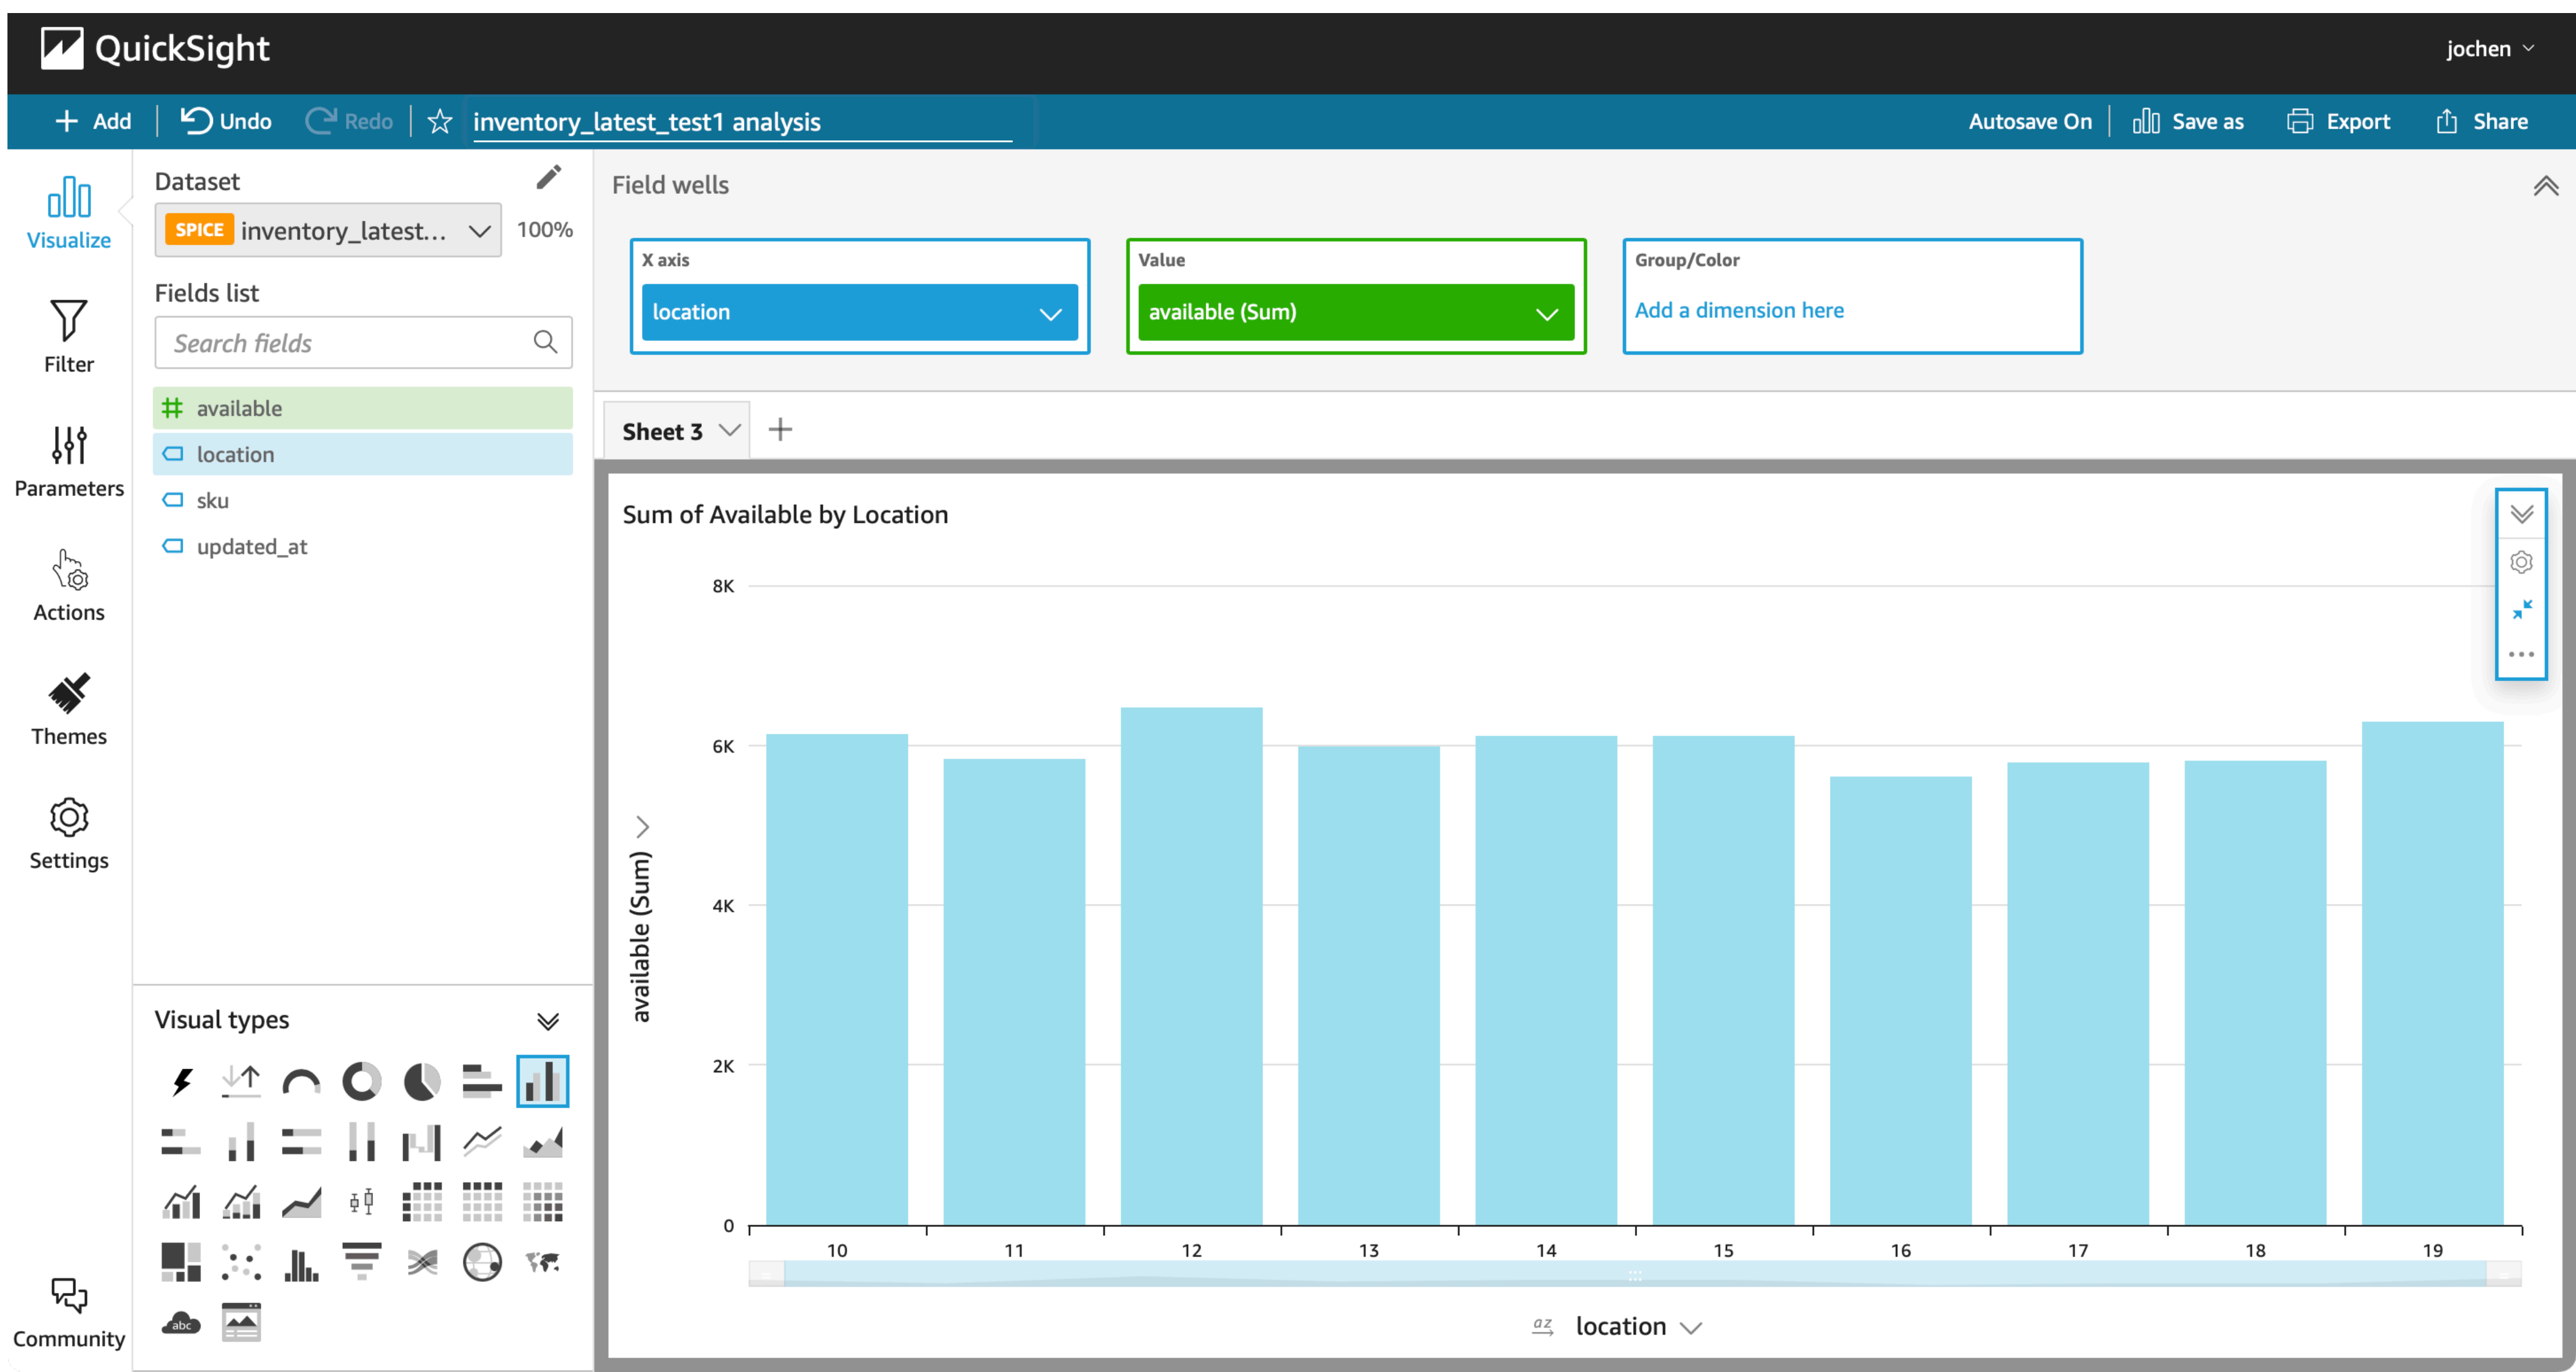 QuickSight
jochen
Add
Undo
Redo
inventory_latest_test1 analysis
Autosave On
Save as
Export
Share
Visualize
Filter
Parameters
Actions
Themes
Settings
Community
Dataset
SPICE inventory_latest... 100%
Fields list
Search fields
available
location
sku
updated_at
Visual types
abc
Field wells
X axis
location
Value
available (Sum)
Group/Color
Add a dimension here
Sheet 3
Sum of Available by Location
available (Sum)
8K
6K
4K
2K
0
10 11 12 13 14 15 16 17 18 19
az location